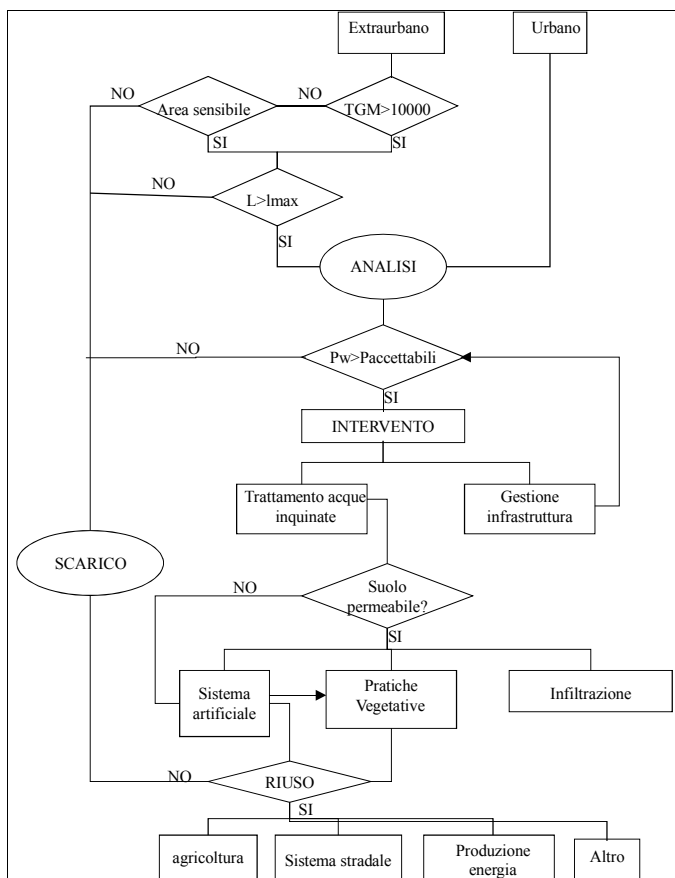 Extraurbano
Urbano
NO
Area sensibile
NO
TGM>10000
SI
SI
NO
L>lmax
SI
ANALISI
NO
Pw>Paccettabili
SI
INTERVENTO
Trattamento acque
inquinate
Gestione
infrastruttura
SCARICO
NO
Suolo
permeabile?
SI
Sistema
artificiale
Pratiche
Vegetative
Infiltrazione
NO
RIUSO
SI
agricoltura
Sistema stradale
Produzione
energia
Altro